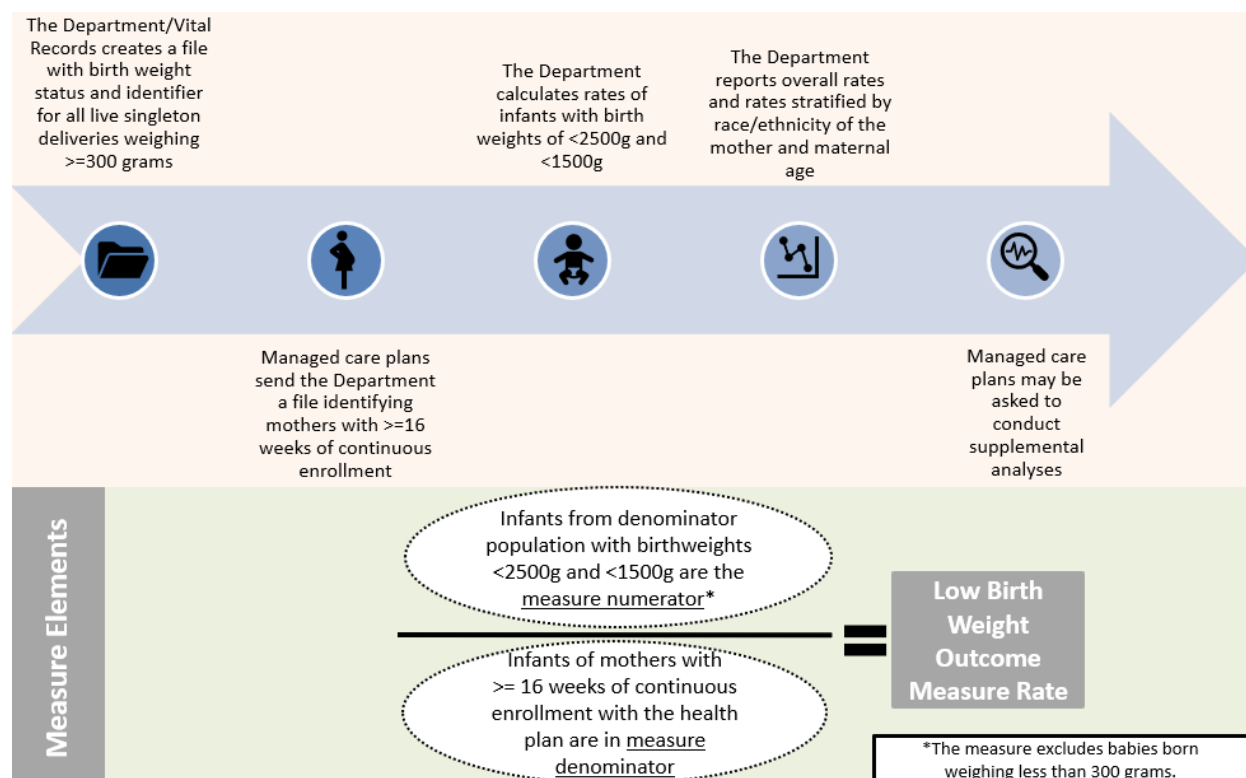 The Department/Vital
Records creates a file
with birth weight
status and identifier
for all live singleton
deliveries weighing
>=300 grams
Managed care plans
send the Department
a file identifying
mothers with >=16
weeks of continuous
enrollment
The Department
calculates rates of
infants with birth
weights of <2500g and
<1500g
The Department
reports overall rates
and rates stratified by
race/ethnicity of the
mother and maternal
age
Managed care
plans may be
asked to
conduct
supplemental
analyses
Measure Elements
Infants from denominator
population with birthweights
<2500g and <1500g are the
measure numerator*
Infants of mothers with
>= 16 weeks of continuous
enrollment with the health
plan are in measure
denominator
=
Low Birth
Weight
Outcome
Measure Rate
*The measure excludes babies born
weighing less than 300 grams.